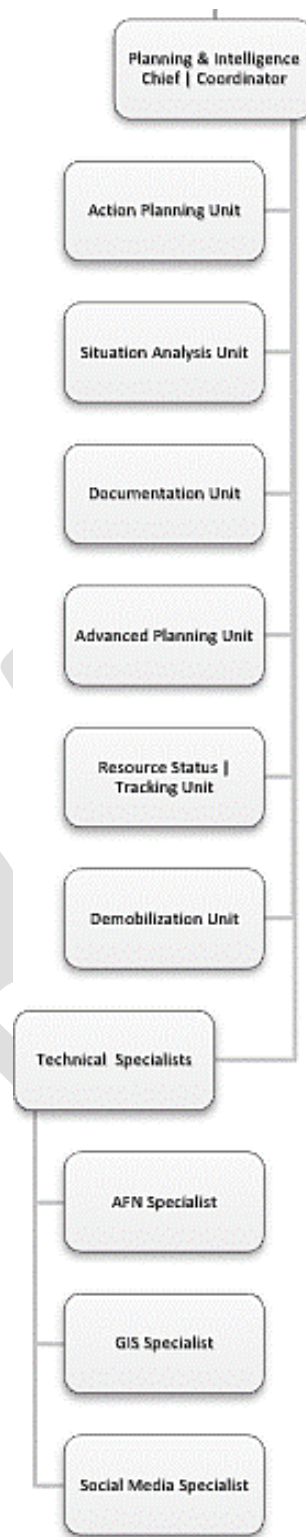 Planning & Intelligence
Chief | Coordinator
Action Planning Unit
Situation Analysis Unit
Documentation Unit
Advanced Planning Unit
Resource Status |
Tracking Unit
Demobilization Unit
Technical Specialists
AFN Specialist
GIS Specialist
Social Media Specialist